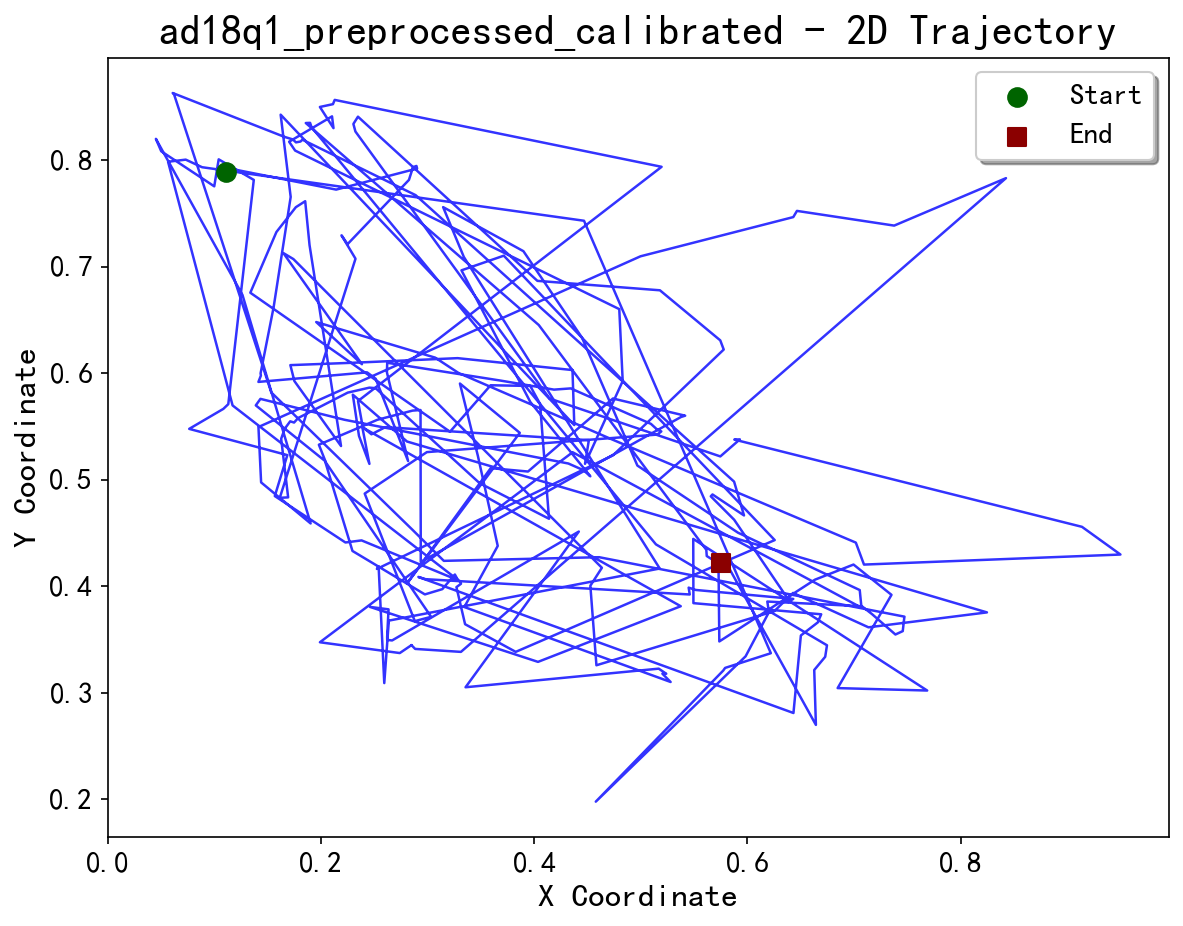 ad18q1_preprocessed_calibrated - 2D Trajectory
Start
End
0.8
0.7
0.6
0.5
0.4
0.3
0.2
Y Coordinate
0.0 0.2 0.4 0.6 0.8
X Coordinate